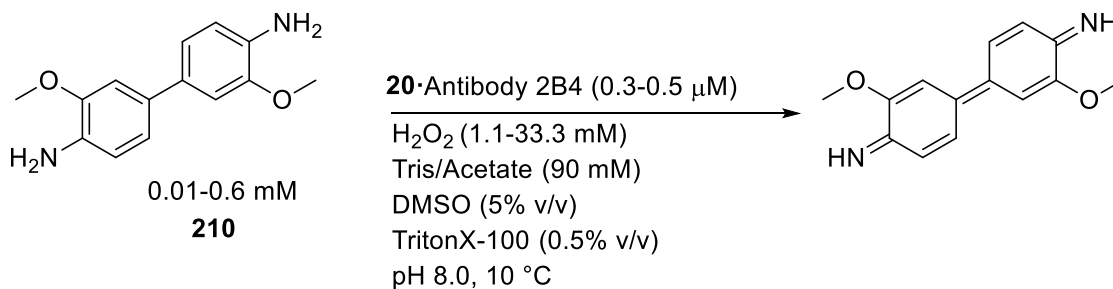 NH₂
O
O
H₂N
0.01-0.6 mM
210
20·Antibody 2B4 (0.3-0.5 μM)
H₂O₂ (1.1-33.3 mM)
Tris/Acetate (90 mM)
DMSO (5% v/v)
TritonX-100 (0.5% v/v)
pH 8.0, 10 °C
NH
O
O
HN